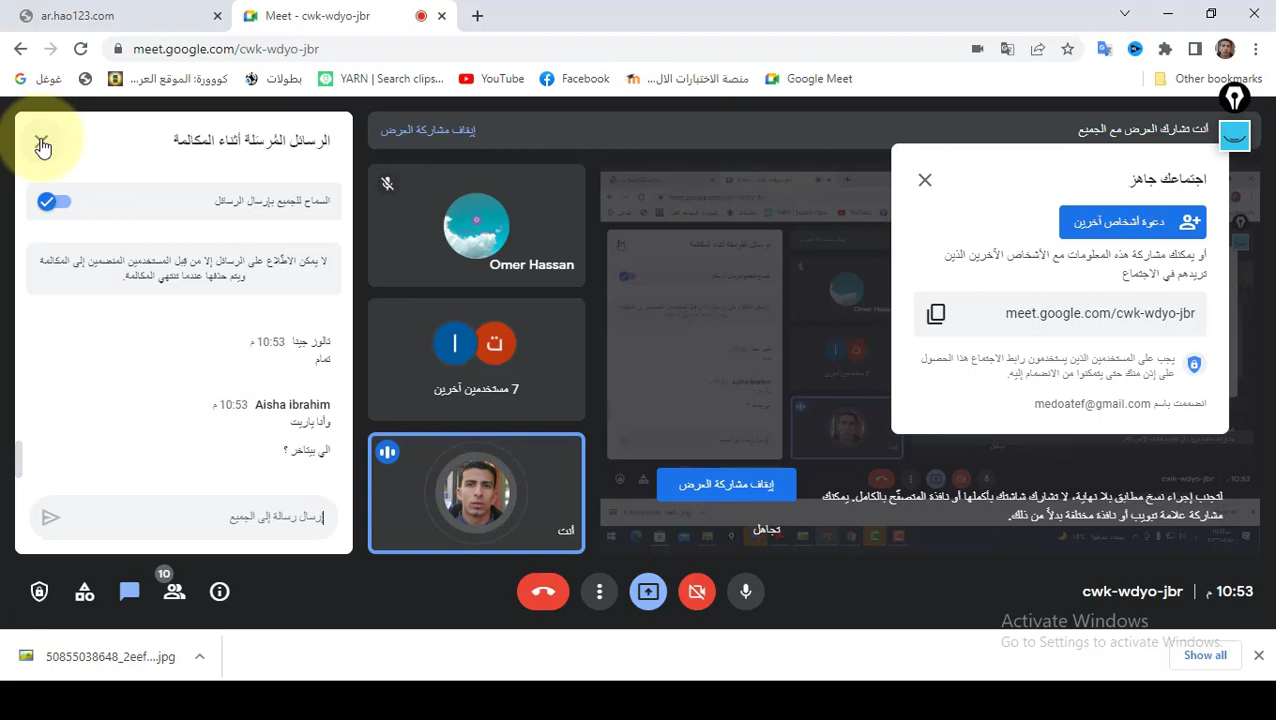 ar.hao123.com
Meet - cwk-wdyo-jbr
meet.google.com/cwk-wdyo-jbr
غوغل
كووورة: الموقع العر...
بطولات
YARN | Search clips...
YouTube
Facebook
منصة الاختبارات الال...
Google Meet
Other bookmarks
الرسائل المُرسَلة أثناء المكالمة
السماح للجميع بإرسال الرسائل
لا يمكن الاطّلاع على الرسائل إلا من قِبل المستخدمين المنضمين إلى المكالمة
ويتم حذفها عندما تنتهي المكالمة.
تالوز جينا 10:53 م
تمام
Aisha ibrahim 10:53 م
وأنا ياريت
الي بيتاخر ؟
إرسال رسالة إلى الجميع
إيقاف مشاركة العرض
أنت تشارك العرض مع الجميع
Omer Hassan
ا
ت
7 مستخدمين آخرين
أنت
اجتماعك جاهز
دعوة أشخاص آخرين
أو يمكنك مشاركة هذه المعلومات مع الأشخاص الآخرين الذين
تريدهم في الاجتماع
meet.google.com/cwk-wdyo-jbr
يجب على المستخدمين الذين يستخدمون رابط الاجتماع هذا الحصول
على إذن منك حتى يتمكنوا من الانضمام إليه.
انضممت باسم medoatef@gmail.com
إيقاف مشاركة العرض
لتجنب إجراء نسخ مطابق بلا نهاية، لا تشارك شاشتك بأكملها أو نافذة المتصفّح بالكامل. يمكنك
مشاركة علامة تبويب أو نافذة مختلفة بدلاً من ذلك.
تجاهل
10
cwk-wdyo-jbr
10:53 م
Activate Windows
Go to Settings to activate Windows.
50855038648_2eef....jpg
Show all